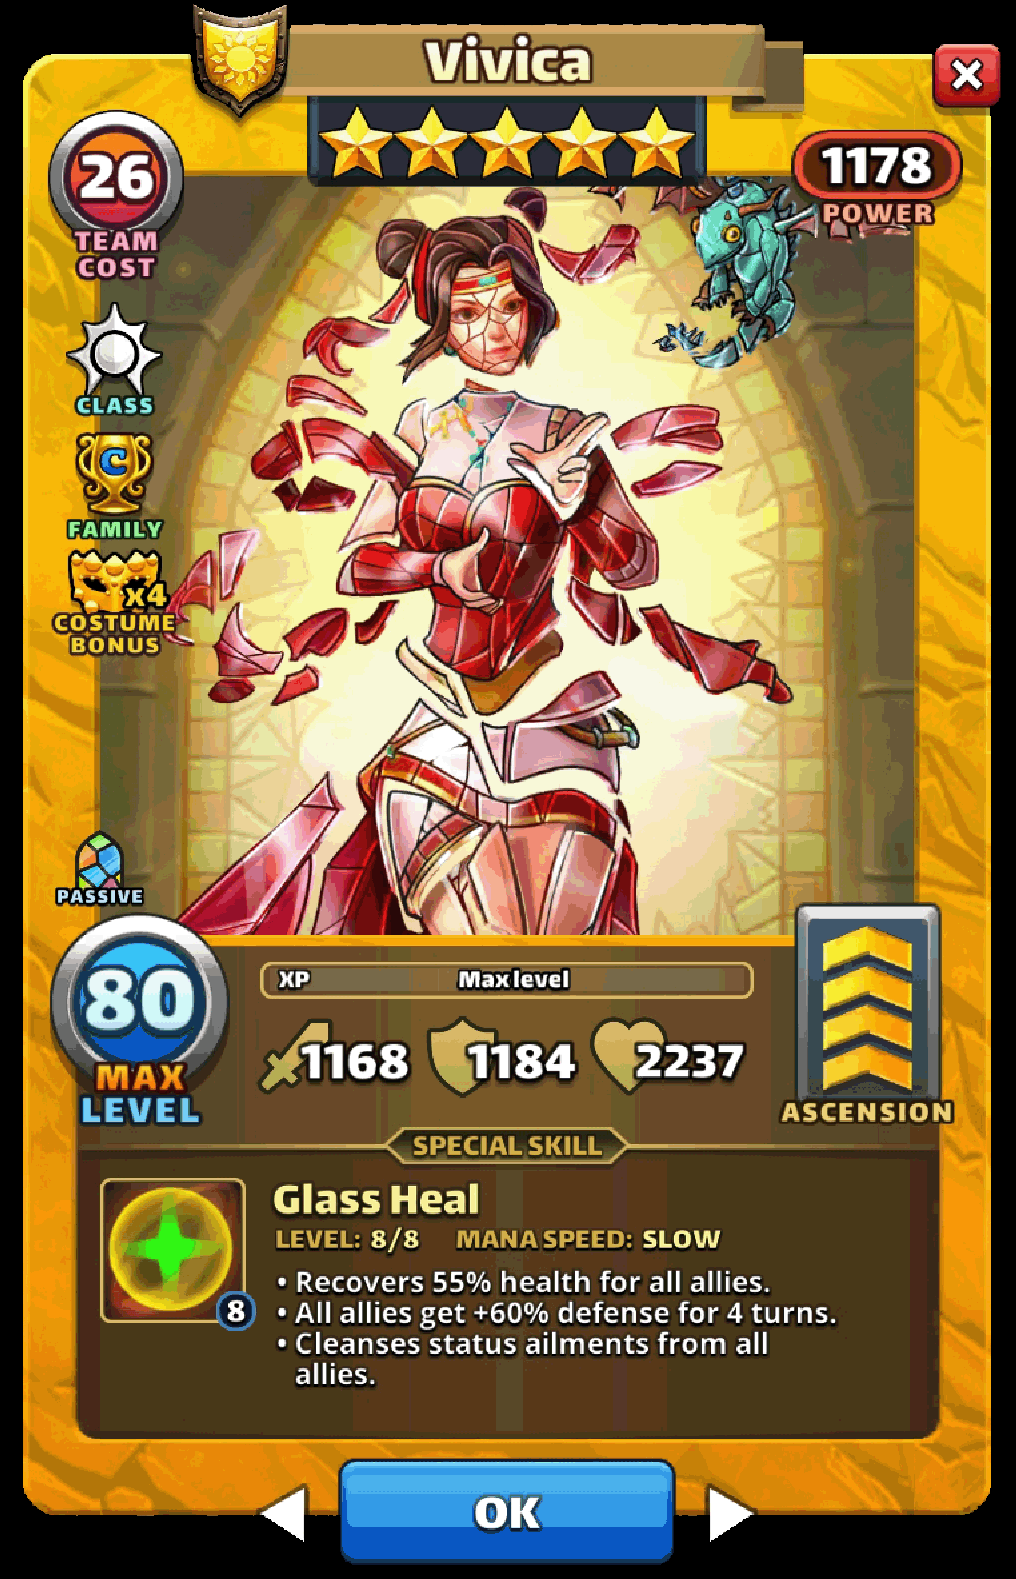 Vivica
26
TEAM
COST
1178
POWER
CLASS
C
FAMILY
x4
COSTUME
BONUS
PASSIVE
80
MAX
LEVEL
XP Max level
1168 1184 2237
ASCENSION
SPECIAL SKILL
Glass Heal
LEVEL: 8/8 MANA SPEED: SLOW
8
• Recovers 55% health for all allies.
• All allies get +60% defense for 4 turns.
• Cleanses status ailments from all
allies.
OK